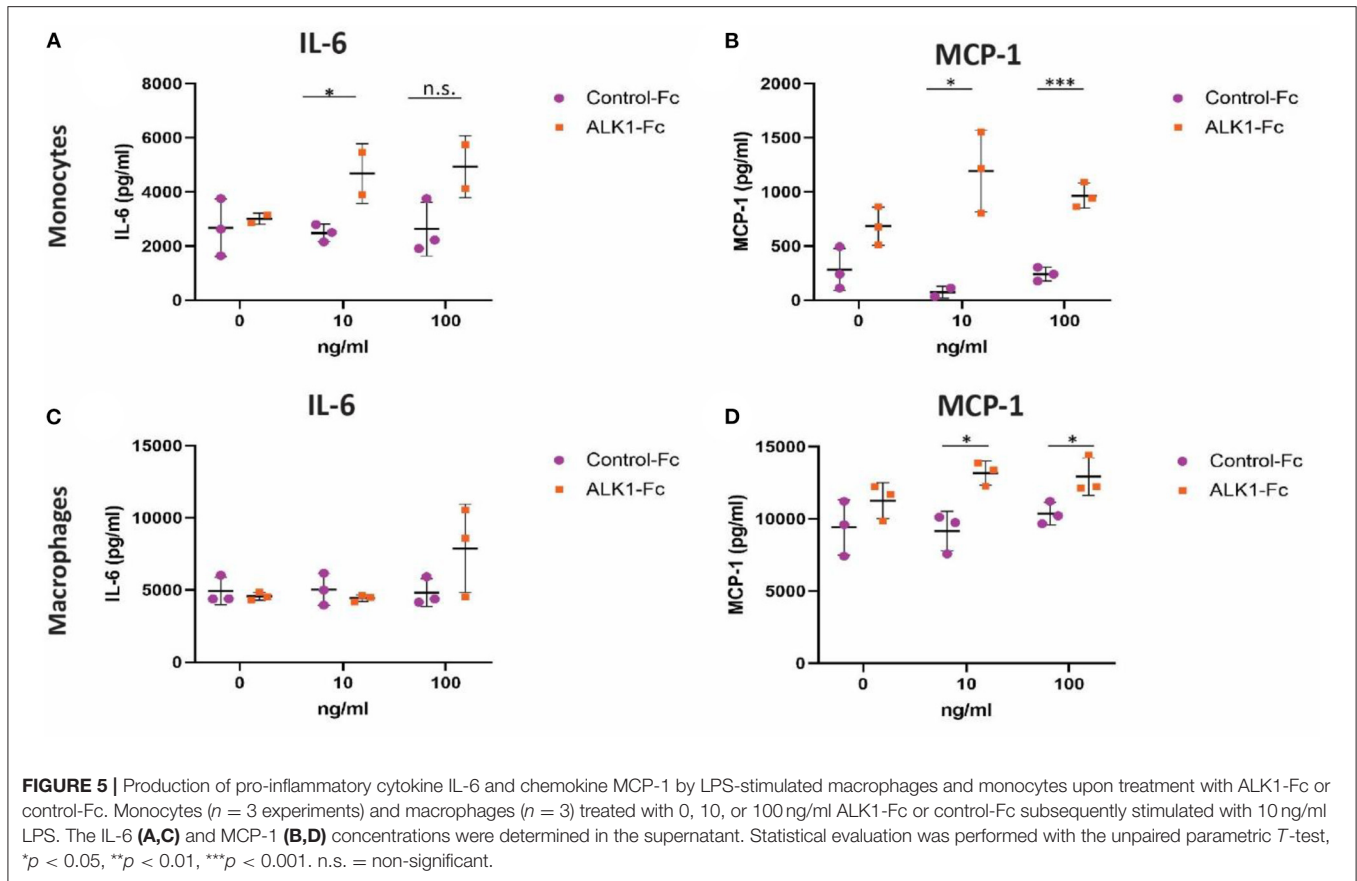 A
IL-6
Monocytes
IL-6 (pg/ml)
8000
6000
4000
2000
0
*
n.s.
0 10 100
ng/ml
Control-Fc
ALK1-Fc
B
MCP-1
MCP-1 (pg/ml)
2000
1500
1000
500
0
*
***
0 10 100
ng/ml
Control-Fc
ALK1-Fc
C
IL-6
Macrophages
IL-6 (pg/ml)
15000
10000
5000
0
0 10 100
ng/ml
Control-Fc
ALK1-Fc
D
MCP-1
MCP-1 (pg/ml)
15000
10000
5000
0
*
*
0 10 100
ng/ml
Control-Fc
ALK1-Fc
FIGURE 5 | Production of pro-inflammatory cytokine IL-6 and chemokine MCP-1 by LPS-stimulated macrophages and monocytes upon treatment with ALK1-Fc or
control-Fc. Monocytes (n = 3 experiments) and macrophages (n = 3) treated with 0, 10, or 100 ng/ml ALK1-Fc or control-Fc subsequently stimulated with 10 ng/ml
LPS. The IL-6 (A,C) and MCP-1 (B,D) concentrations were determined in the supernatant. Statistical evaluation was performed with the unpaired parametric T-test,
*p < 0.05, **p < 0.01, ***p < 0.001. n.s. = non-significant.